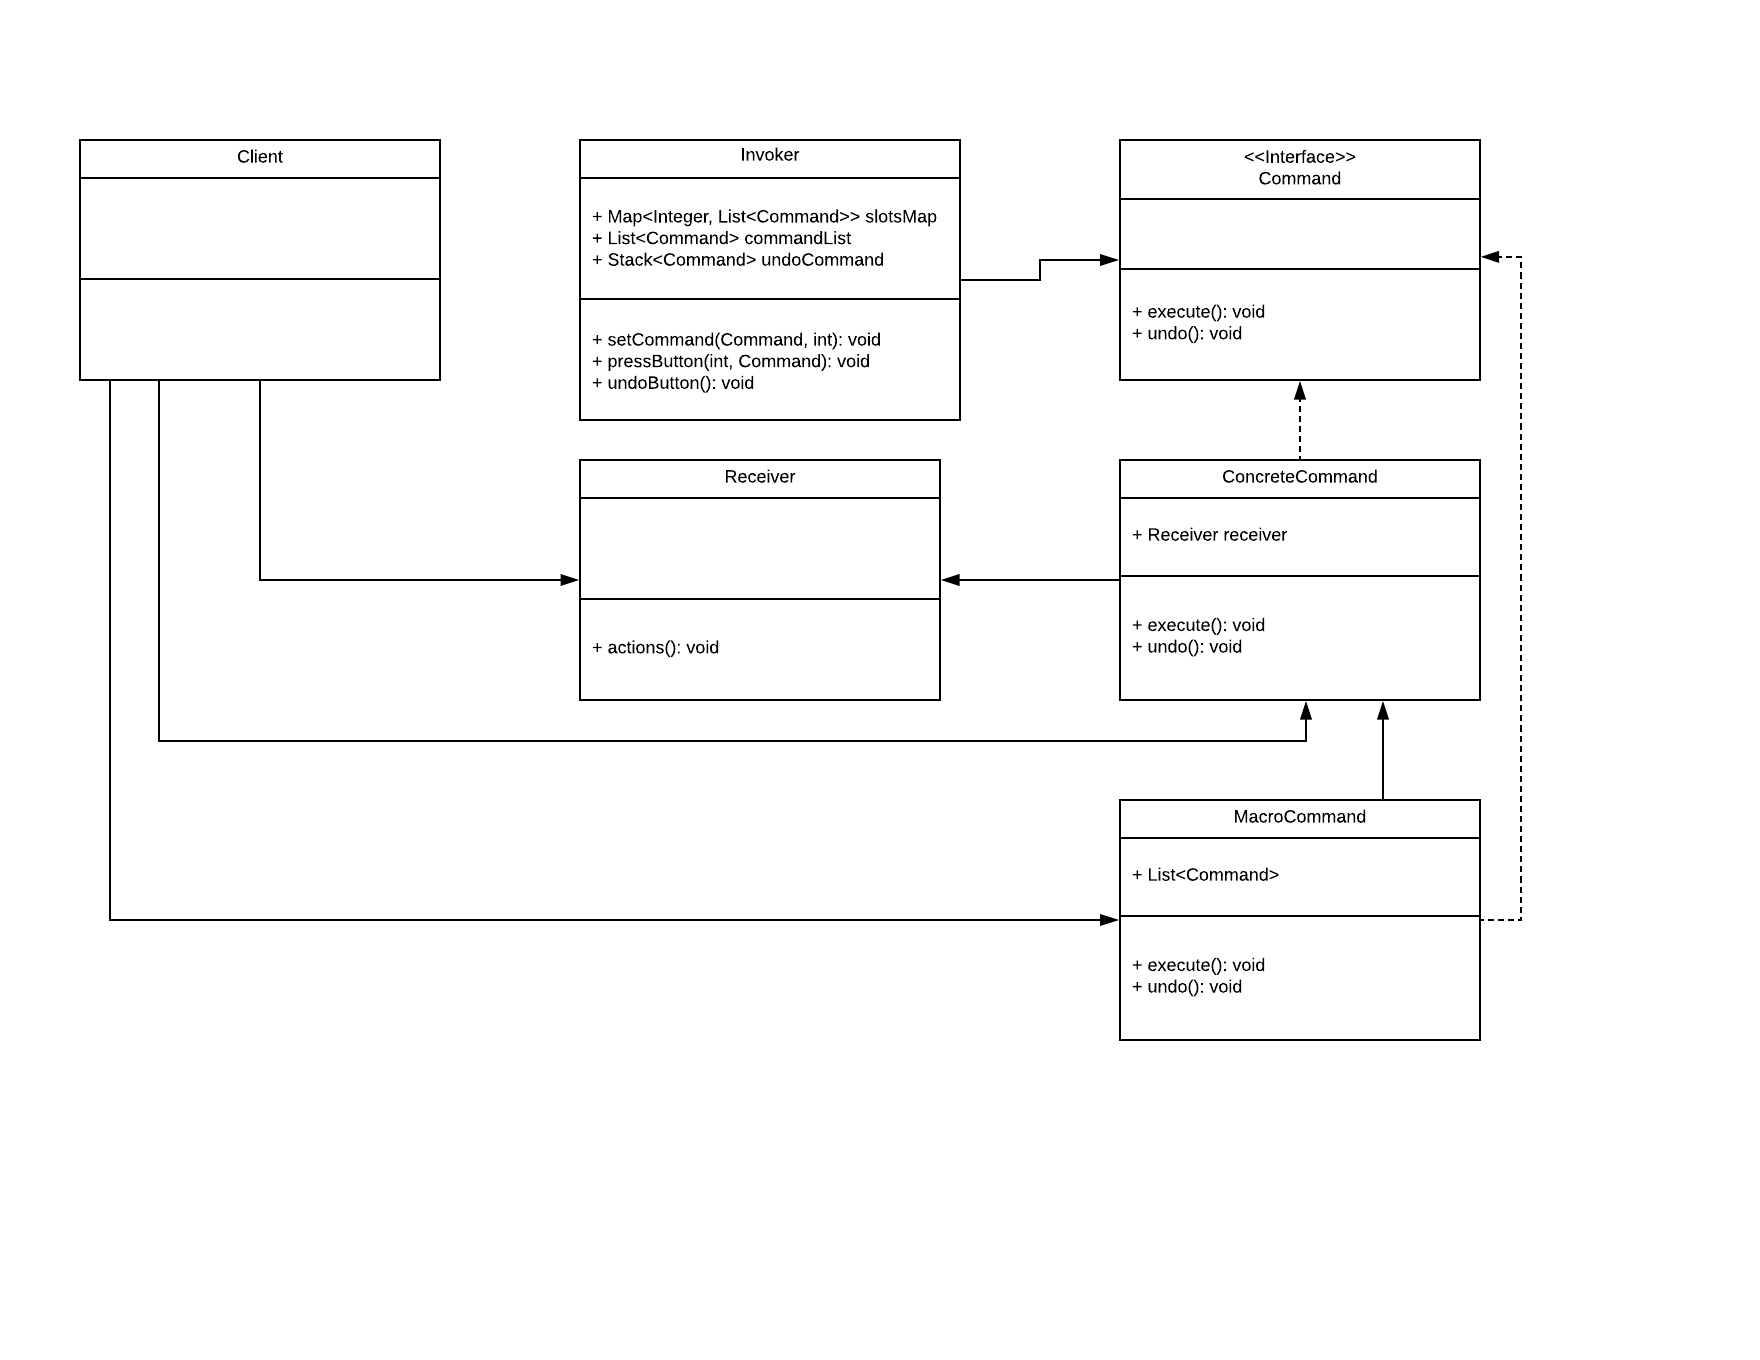 Client
Invoker
+ Map<Integer, List<Command>> slotsMap
+ List<Command> commandList
+ Stack<Command> undoCommand
+ setCommand(Command, int): void
+ pressButton(int, Command): void
+ undoButton(): void
<<Interface>>
Command
+ execute(): void
+ undo(): void
Receiver
+ actions(): void
ConcreteCommand
+ Receiver receiver
+ execute(): void
+ undo(): void
MacroCommand
+ List<Command>
+ execute(): void
+ undo(): void